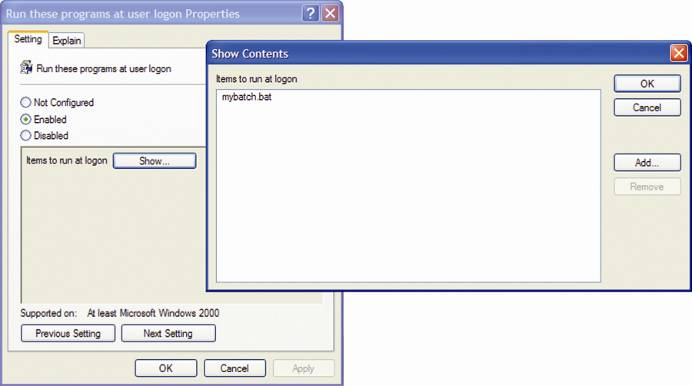 Run these programs at user logon Properties
Setting
Explain
Run these programs at user logon
Not Configured
Enabled
Disabled
Items to run at logon
Show...
Supported on: At least Microsoft Windows 2000
Previous Setting
Next Setting
OK
Cancel
Apply
Show Contents
Items to run at logon
mybatch.bat
OK
Cancel
Add...
Remove